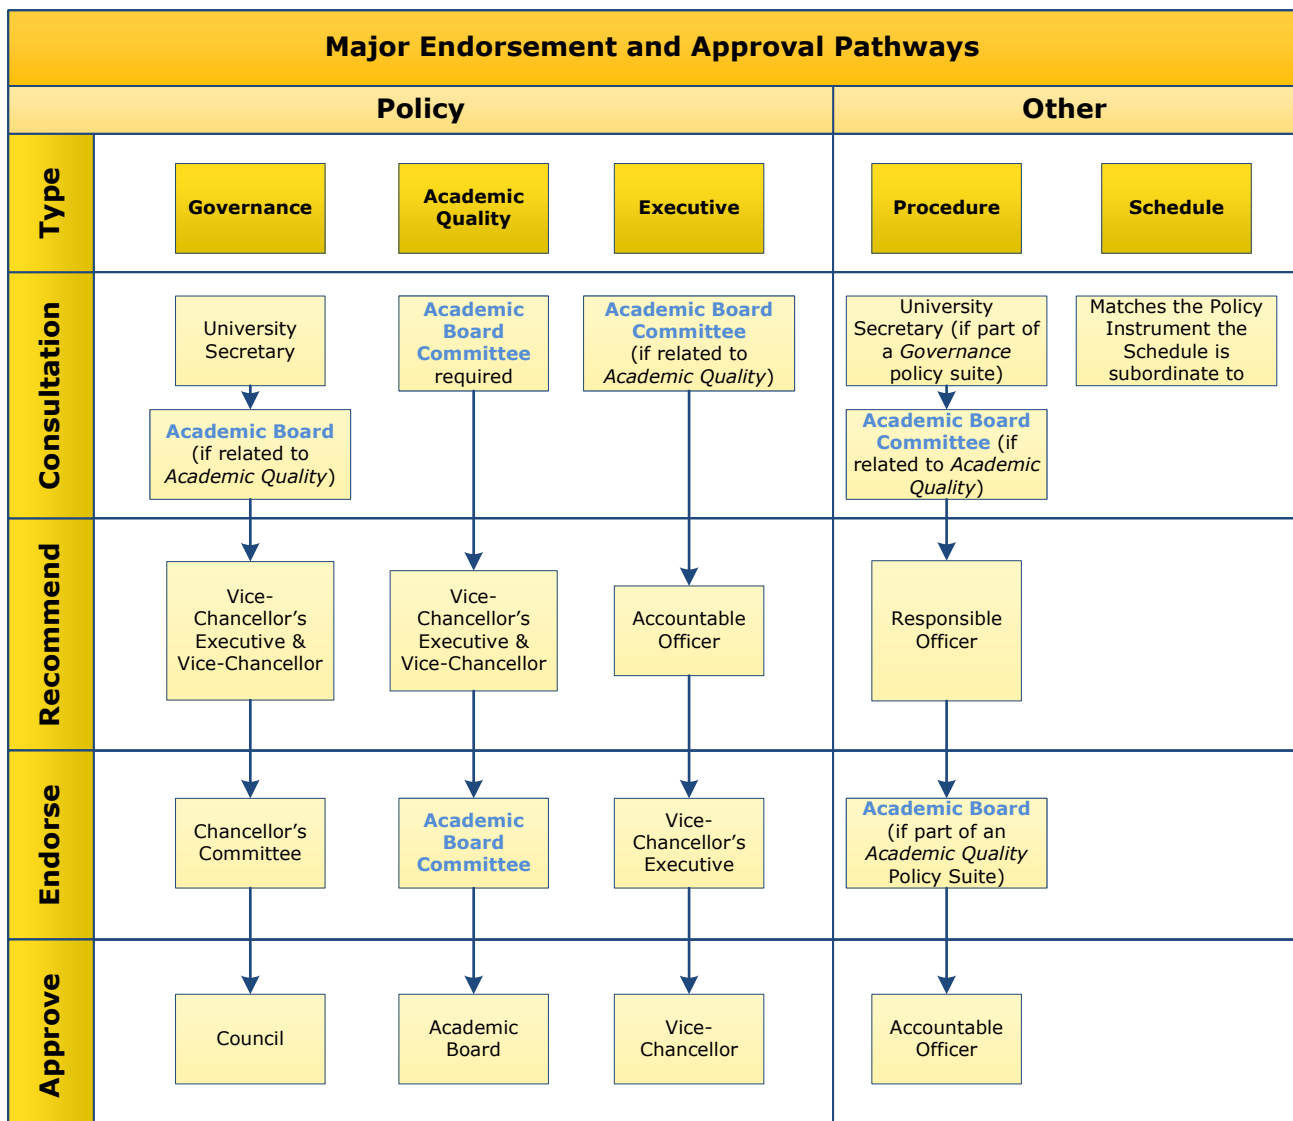 Major Endorsement and Approval Pathways
Policy
Other
Type
Governance
Academic
Quality
Executive
Procedure
Schedule
Consultation
University
Secretary
Academic Board
(if related to
Academic Quality)
Academic
Board
Committee
required
Academic Board
Committee
(if related to
Academic Quality)
University
Secretary (if part of
a Governance
policy suite)
Academic Board
Committee (if
related to Academic
Quality)
Matches the Policy
Instrument the
Schedule is
subordinate to
Recommend
Vice-
Chancellor’s
Executive &
Vice-Chancellor
Vice-
Chancellor’s
Executive &
Vice-Chancellor
Accountable
Officer
Responsible
Officer
Endorse
Chancellor’s
Committee
Academic
Board
Committee
Vice-
Chancellor’s
Executive
Academic Board
(if part of an
Academic Quality
Policy Suite)
Approve
Council
Academic
Board
Vice-
Chancellor
Accountable
Officer